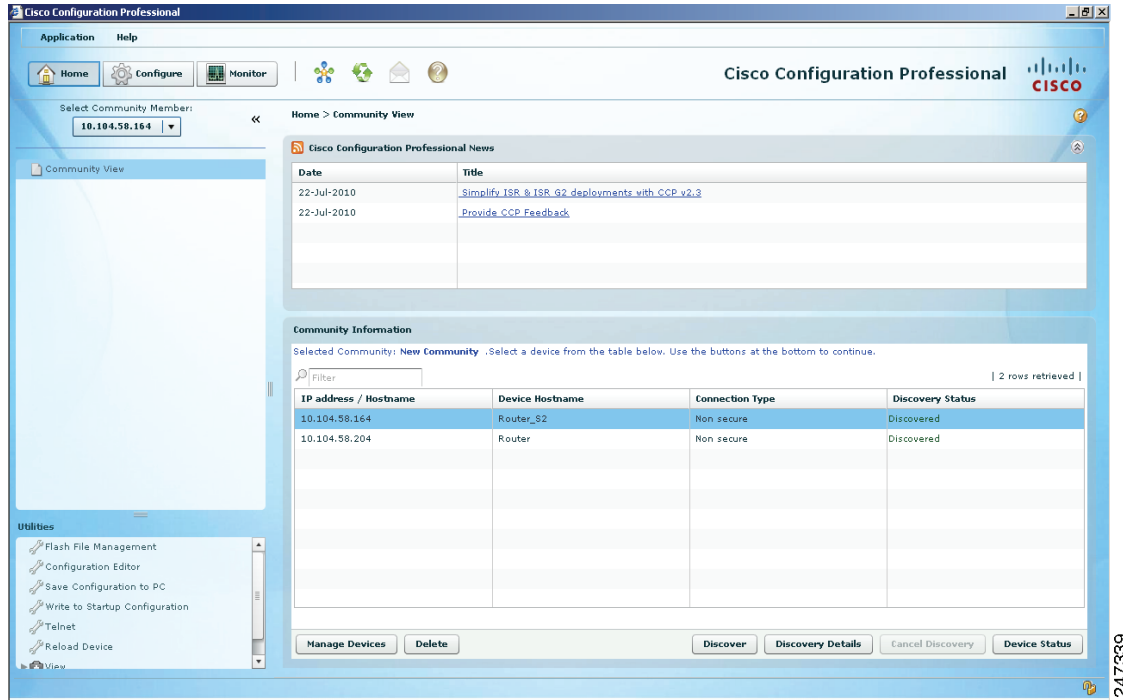 Cisco Configuration Professional
Application Help
Home Configure Monitor
Cisco Configuration Professional
CISCO
Select Community Member:
10.104.58.164
«
Home > Community View
Community View
Cisco Configuration Professional News
Date Title
22-Jul-2010 Simplify ISR & ISR G2 deployments with CCP v2.3
22-Jul-2010 Provide CCP Feedback
Community Information
Selected Community: New Community .Select a device from the table below. Use the buttons at the bottom to continue.
Filter
| 2 rows retrieved |
IP address / Hostname Device Hostname Connection Type Discovery Status
10.104.58.164 Router_S2 Non secure Discovered
10.104.58.204 Router Non secure Discovered
Utilities
Flash File Management
Configuration Editor
Save Configuration to PC
Write to Startup Configuration
Telnet
Reload Device
View
Manage Devices Delete Discover Discovery Details Cancel Discovery Device Status
247339